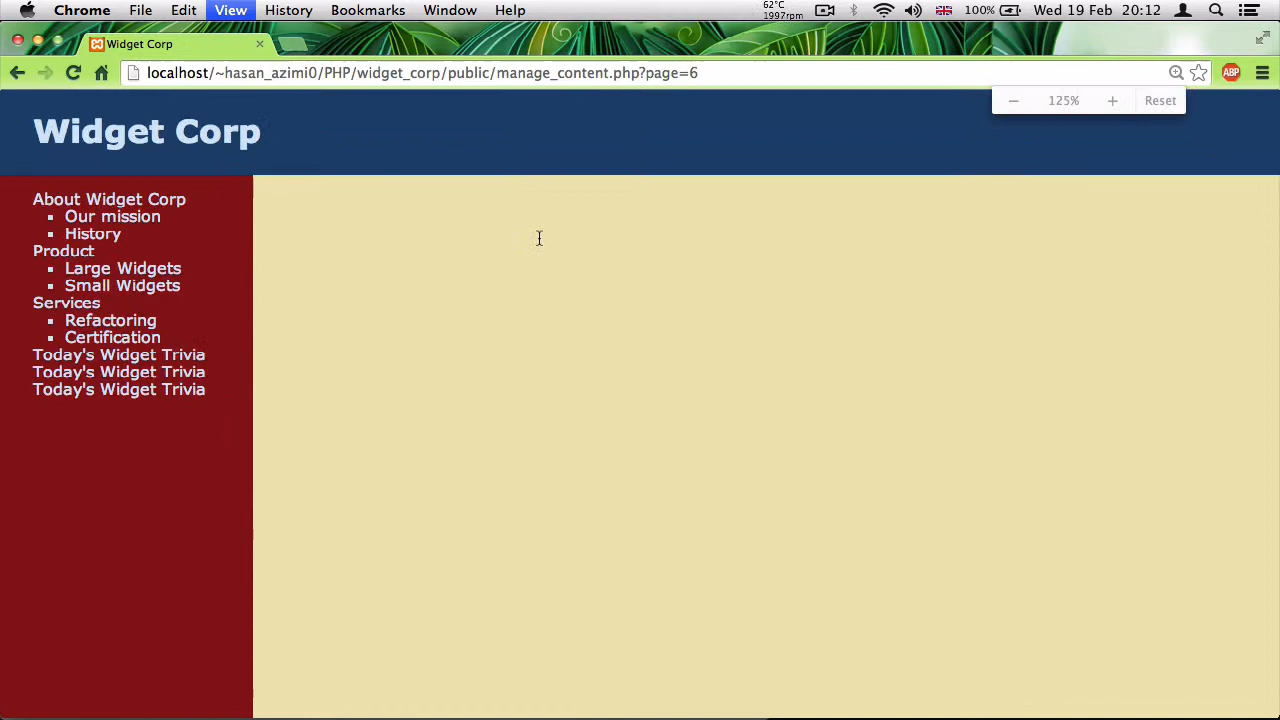 Chrome File Edit View History Bookmarks Window Help 62°C 1997rpm 100% Wed 19 Feb 20:12
Widget Corp ×
localhost/~hasan_azimi0/PHP/widget_corp/public/manage_content.php?page=6 ABP
− 125% + Reset
Widget Corp
About Widget Corp
Our mission
History
Product
Large Widgets
Small Widgets
Services
Refactoring
Certification
Today's Widget Trivia
Today's Widget Trivia
Today's Widget Trivia